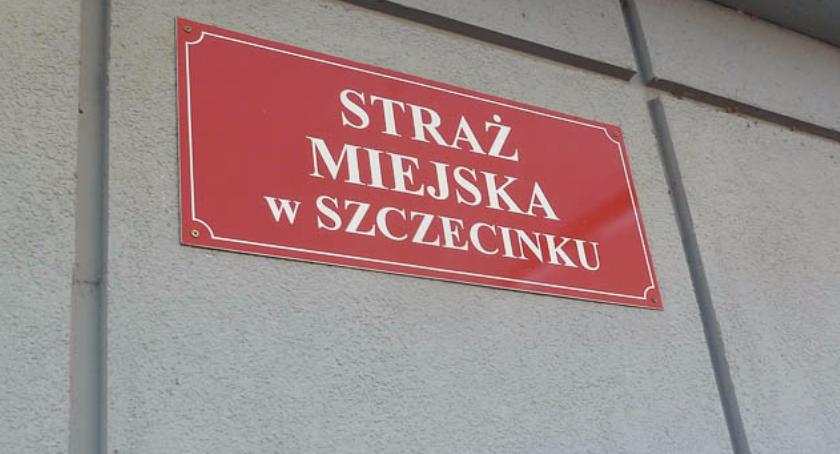 STRAŻ
MIEJSKA
w SZCZECINKU